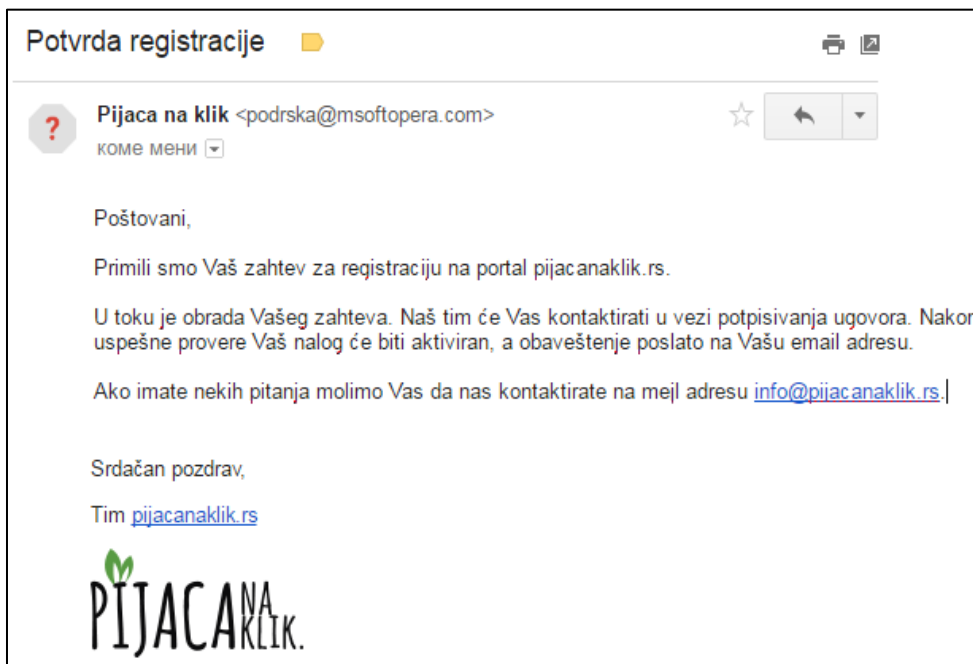 Potvrda registracije
Pijaca na klik <podrska@msoftopera.com>
коме мени
Poštovani,
Primili smo Vaš zahtev za registraciju na portal pijacanaklik.rs.
U toku je obrada Vašeg zahteva. Naš tim će Vas kontaktirati u vezi potpisivanja ugovora. Nakon
uspešne provere Vaš nalog će biti aktiviran, a obaveštenje poslato na Vašu email adresu.
Ako imate nekih pitanja molimo Vas da nas kontaktirate na mejl adresu info@pijacanaklik.rs.
Srdačan pozdrav,
Tim pijacanaklik.rs
PIJACA NA KLIK.